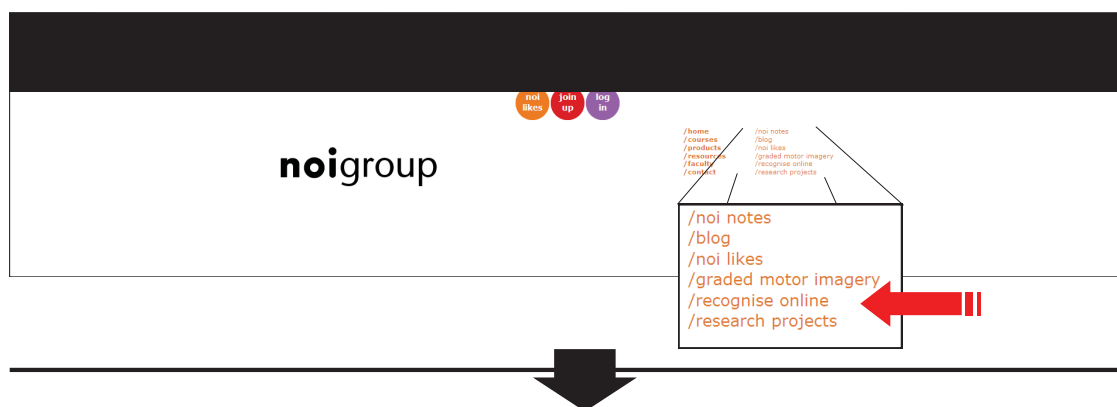 noi
likes
join
up
log
in
noigroup
/home
/courses
/products
/resources
/faculty
/contact
/noi notes
/blog
/noi likes
/graded motor imagery
/recognise online
/research projects
/noi notes
/blog
/noi likes
/graded motor imagery
/recognise online
/research projects